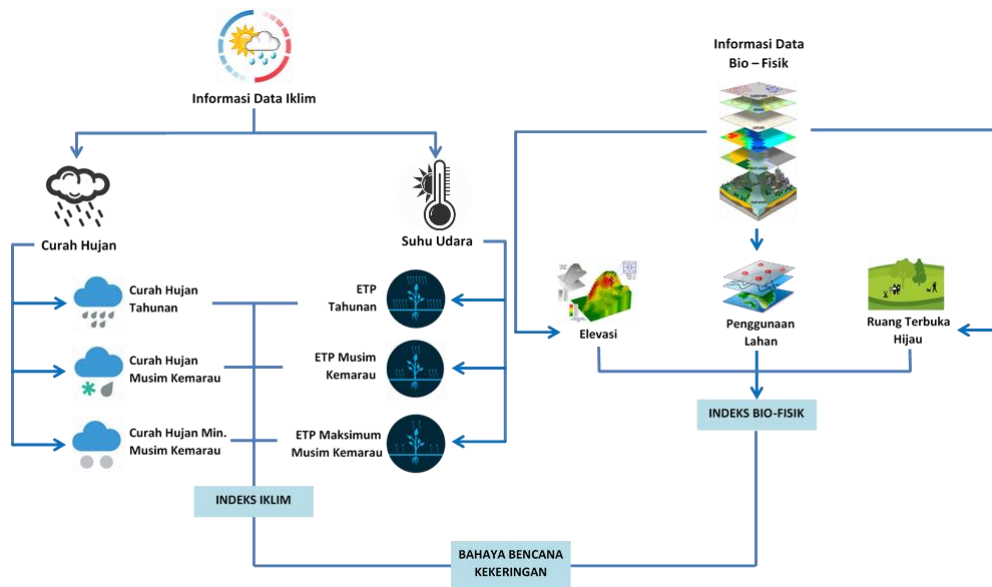 Informasi Data Iklim
Curah Hujan
Suhu Udara
Curah Hujan
Tahunan
Curah Hujan
Musim Kemarau
Curah Hujan Min.
Musim Kemarau
ETP
Tahunan
ETP Musim
Kemarau
ETP Maksimum
Musim Kemarau
INDEKS IKLIM
Informasi Data
Bio – Fisik
Elevasi
Penggunaan
Lahan
Ruang Terbuka
Hijau
INDEKS BIO-FISIK
BAHAYA BENCANA
KEKERINGAN